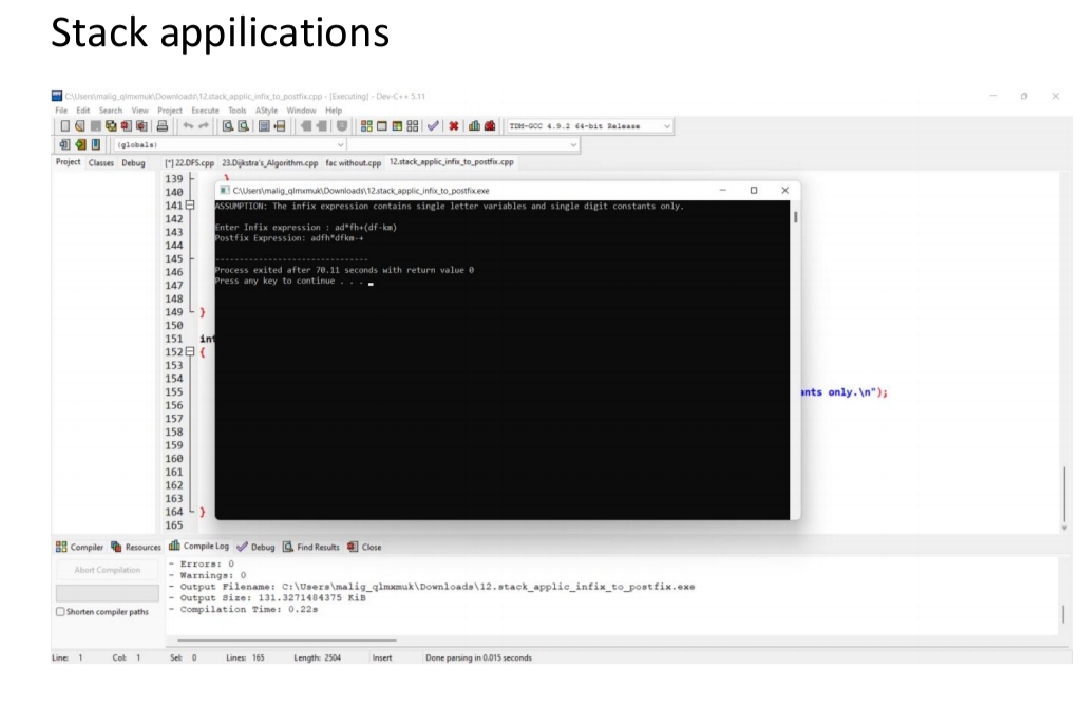 Stack appilications
C:\Users\malig_qlmxmuk\Downloads\12.stack_applic_infix_to_postfix.cpp - [Executing] - Dev-C++ 5.11
File Edit Search View Project Execute Tools AStyle Window Help
TDM-GCC 4.9.2 64-bit Release
(globals)
Project Classes Debug [*] 22.DFS.cpp 23.Dijkstra's_Algorithm.cpp fac without.cpp 12.stack_applic_infix_to_postfix.cpp
139 }
140 C:\Users\malig_qlmxmuk\Downloads\12.stack_applic_infix_to_postfix.exe
141 ASSUMPTION: The infix expression contains single letter variables and single digit constants only.
142
143 Enter Infix expression : ad*fh+(df-km)
144 Postfix Expression: adfh*dfkm-+
145 --------------------------------
146 Process exited after 70.11 seconds with return value 0
147 Press any key to continue . . .
148
149 }
150
151 int
152 {
153
154
155 ants only.\n");
156
157
158
159
160
161
162
163
164 }
165
Compiler Resources Compile Log Debug Find Results Close
Abort Compilation
Shorten compiler paths
- Errors: 0
- Warnings: 0
- Output Filename: C:\Users\malig_qlmxmuk\Downloads\12.stack_applic_infix_to_postfix.exe
- Output Size: 131.3271484375 KiB
- Compilation Time: 0.22s
Line: 1 Col: 1 Sel: 0 Lines: 165 Length: 2504 Insert Done parsing in 0.015 seconds